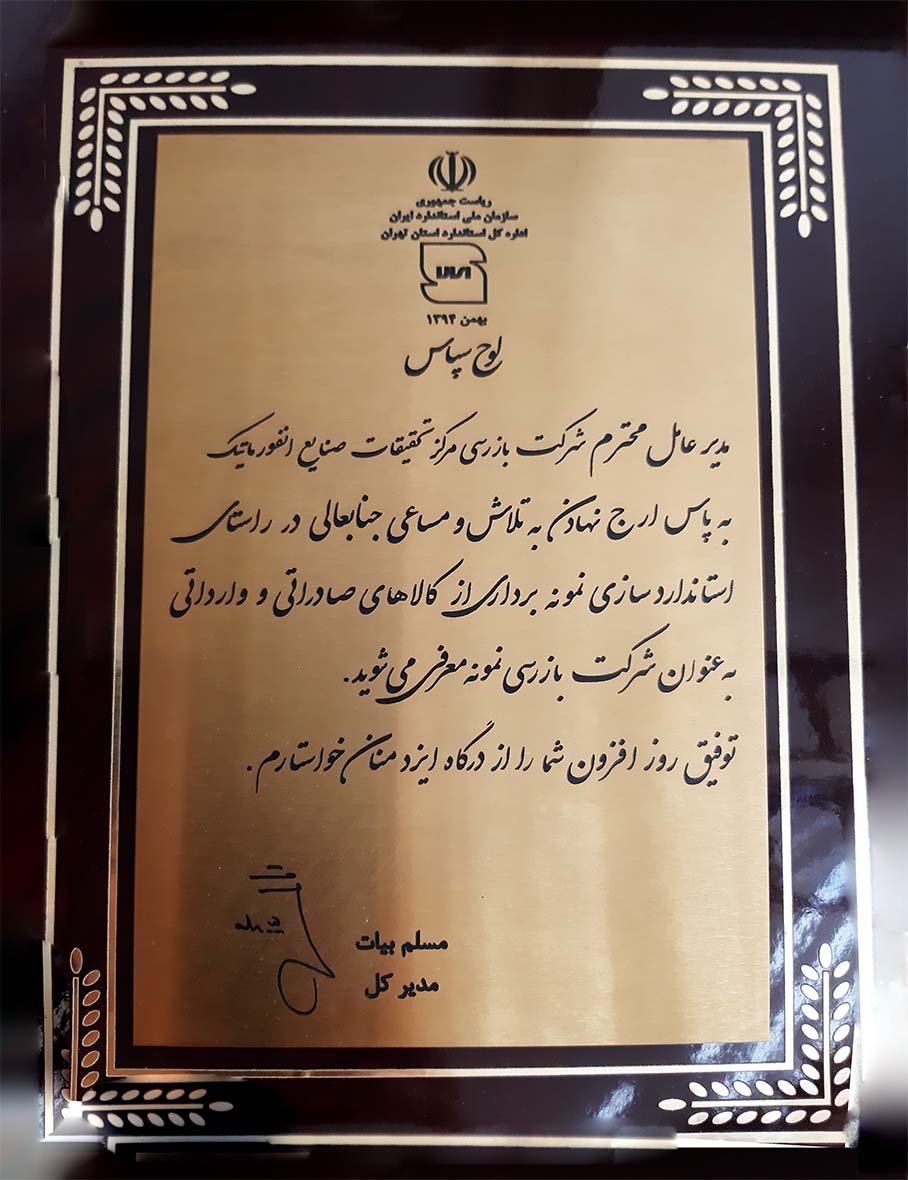 ریاست جمهوری
سازمان ملی استاندارد ایران
اداره کل استاندارد استان تهران
بهمن ۱۳۹۴
لوح سپاس
مدیر عامل محترم شرکت بازرسی مرکز تحقیقات صنایع انفورماتیک
به پاس ارج نهادن به تلاش و مساعی جنابعالی در راستای
استاندارد سازی نمونه برداری از کالاهای صادراتی و وارداتی
به عنوان شرکت بازرسی نمونه معرفی می شوید.
توفیق روز افزون شما را از درگاه ایزد منان خواستارم.
مسلم بیات
مدیر کل